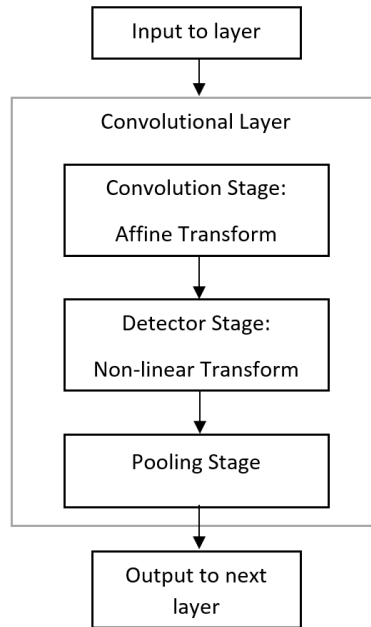 Input to layer
Convolutional Layer
Convolution Stage:
Affine Transform
Detector Stage:
Non-linear Transform
Pooling Stage
Output to next
layer